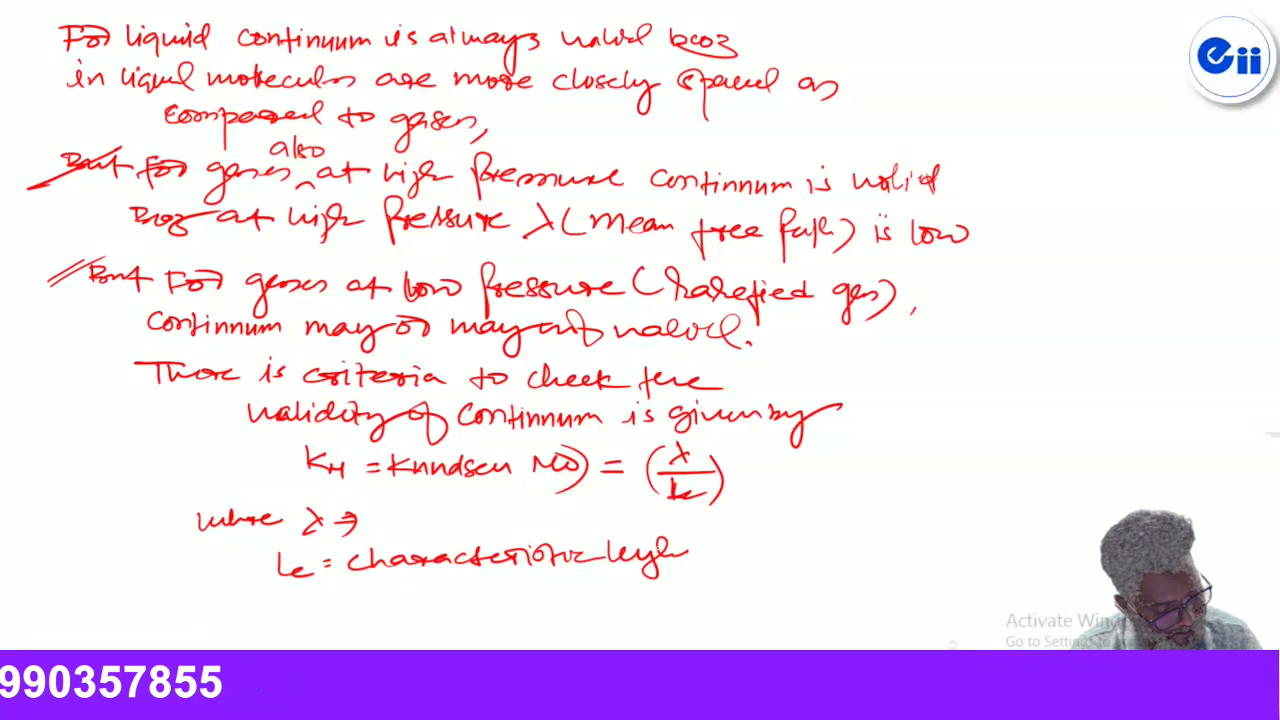 For liquid continuum is always valid bcoz
in liquid molecules are more closely spaced as
compared to gases,
also
But for gases ^ at high pressure continuum is valid
Bcoz at high pressure λ (mean free path) is low
But For gases at low pressure (Rarefied gas),
Continuum may or may not valid.
There is criteria to check the
validity of continuum is given by
Kn = Knudsen NO = (λ/Lc)
where λ →
Lc = characteristic length
eii
Activate Wind
Go to Settings to
990357855